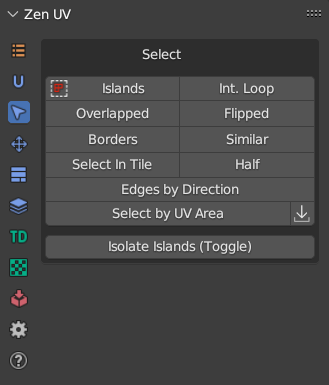 Zen UV
Select
Islands Int. Loop
Overlapped Flipped
Borders Similar
Select In Tile Half
Edges by Direction
Select by UV Area
TD
Isolate Islands (Toggle)